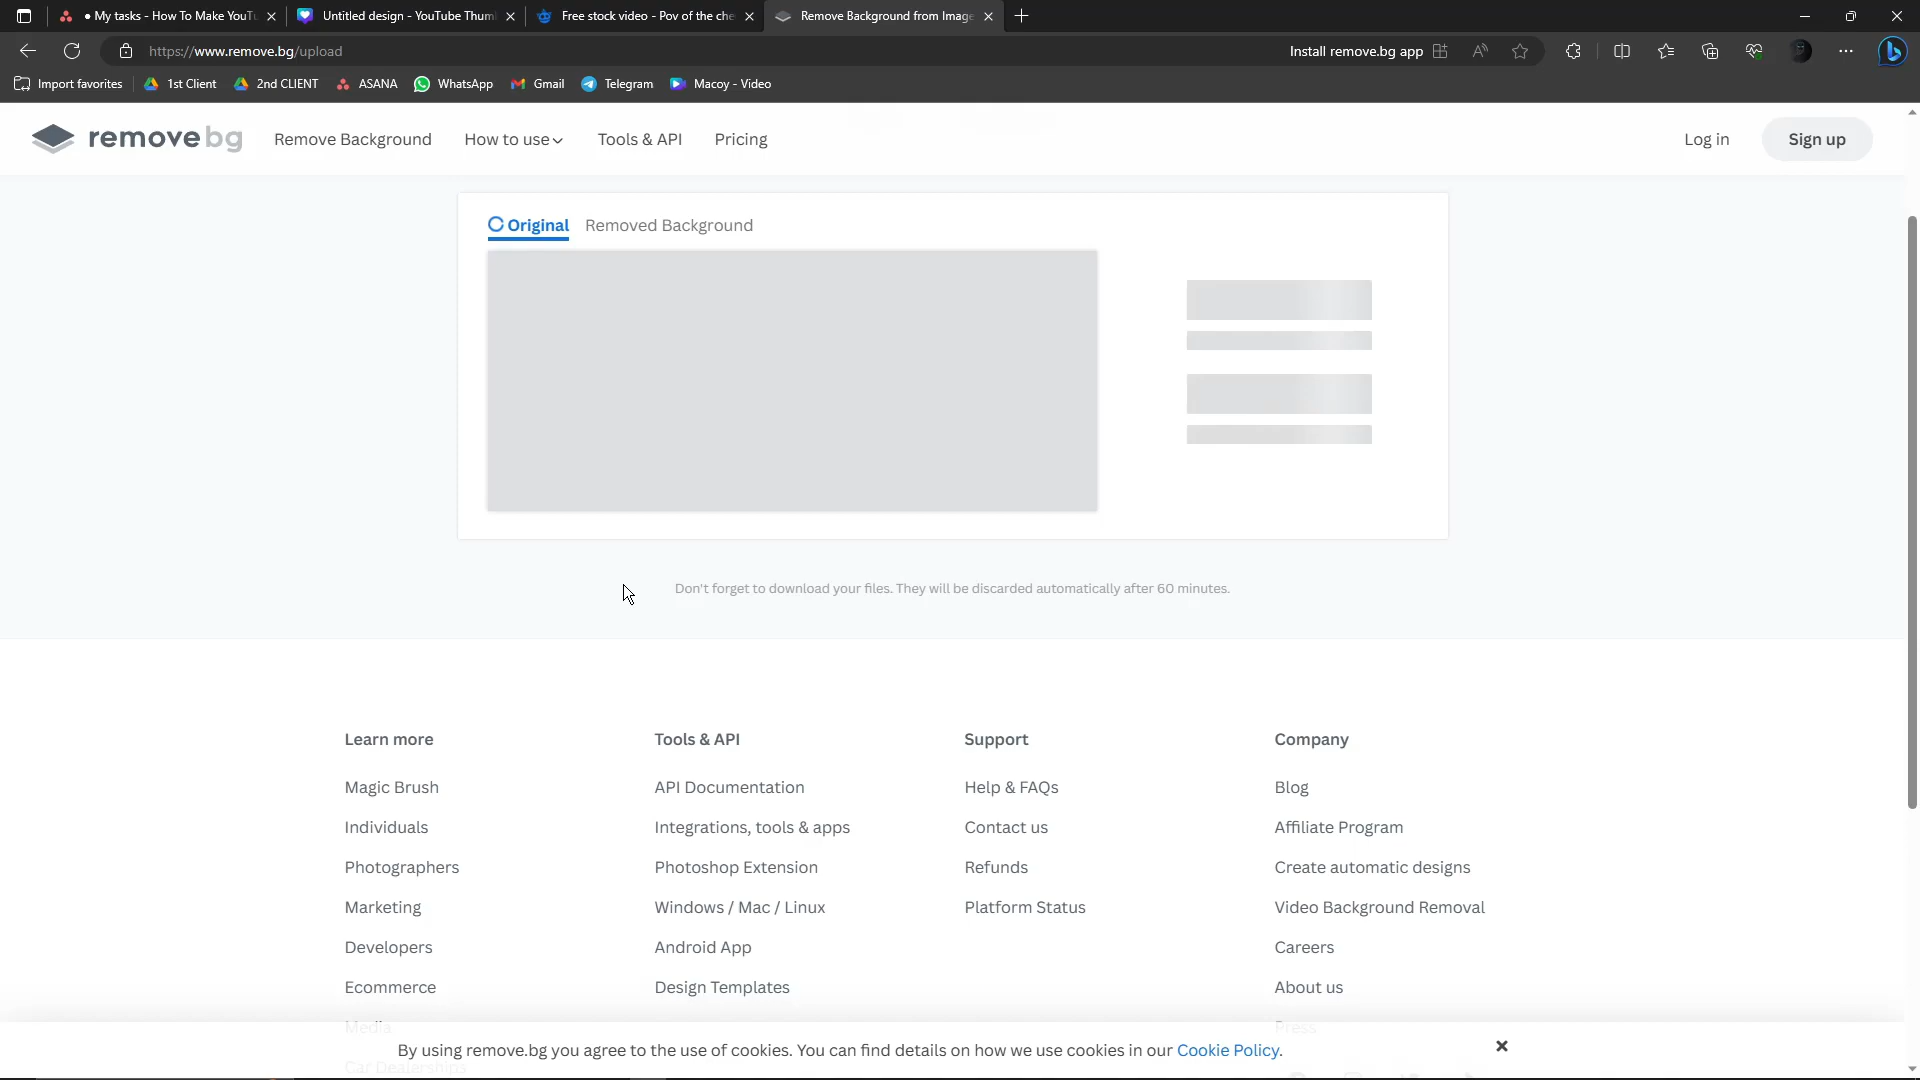 • My tasks - How To Make YouTu
Untitled design - YouTube Thum
Free stock video - Pov of the che
Remove Background from Image
https://www.remove.bg/upload
Install remove.bg app
Import favorites
1st Client
2nd CLIENT
ASANA
WhatsApp
Gmail
Telegram
Macoy - Video
removebg
Remove Background
How to use
Tools & API
Pricing
Log in
Sign up
Original
Removed Background
Don't forget to download your files. They will be discarded automatically after 60 minutes.
Learn more
Magic Brush
Individuals
Photographers
Marketing
Developers
Ecommerce
Media
Car Dealerships
Tools & API
API Documentation
Integrations, tools & apps
Photoshop Extension
Windows / Mac / Linux
Android App
Design Templates
Support
Help & FAQs
Contact us
Refunds
Platform Status
Company
Blog
Affiliate Program
Create automatic designs
Video Background Removal
Careers
About us
Press
By using remove.bg you agree to the use of cookies. You can find details on how we use cookies in our Cookie Policy.